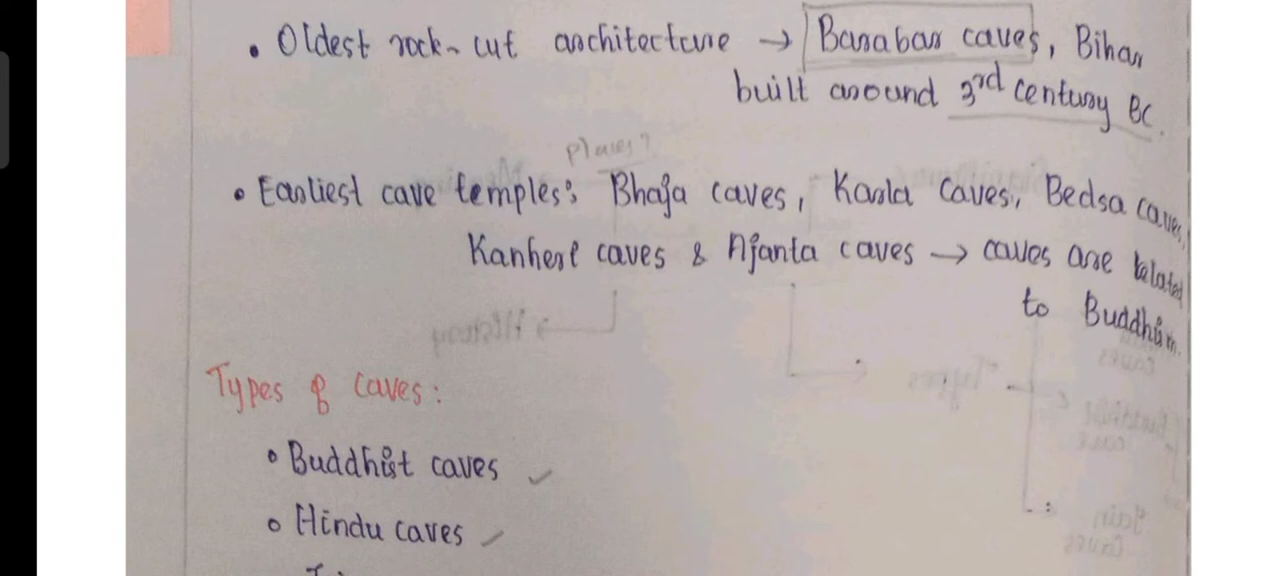 • Oldest rock-cut architecture → Barabar caves, Bihar
built around 3rd century BC.
places?
• Earliest cave temples: Bhaja caves, Karla caves, Bedsa caves,
Kanheri caves & Ajanta caves → caves are related
to Buddhism.
Types of caves:
• Buddhist caves ✓
• Hindu caves ✓